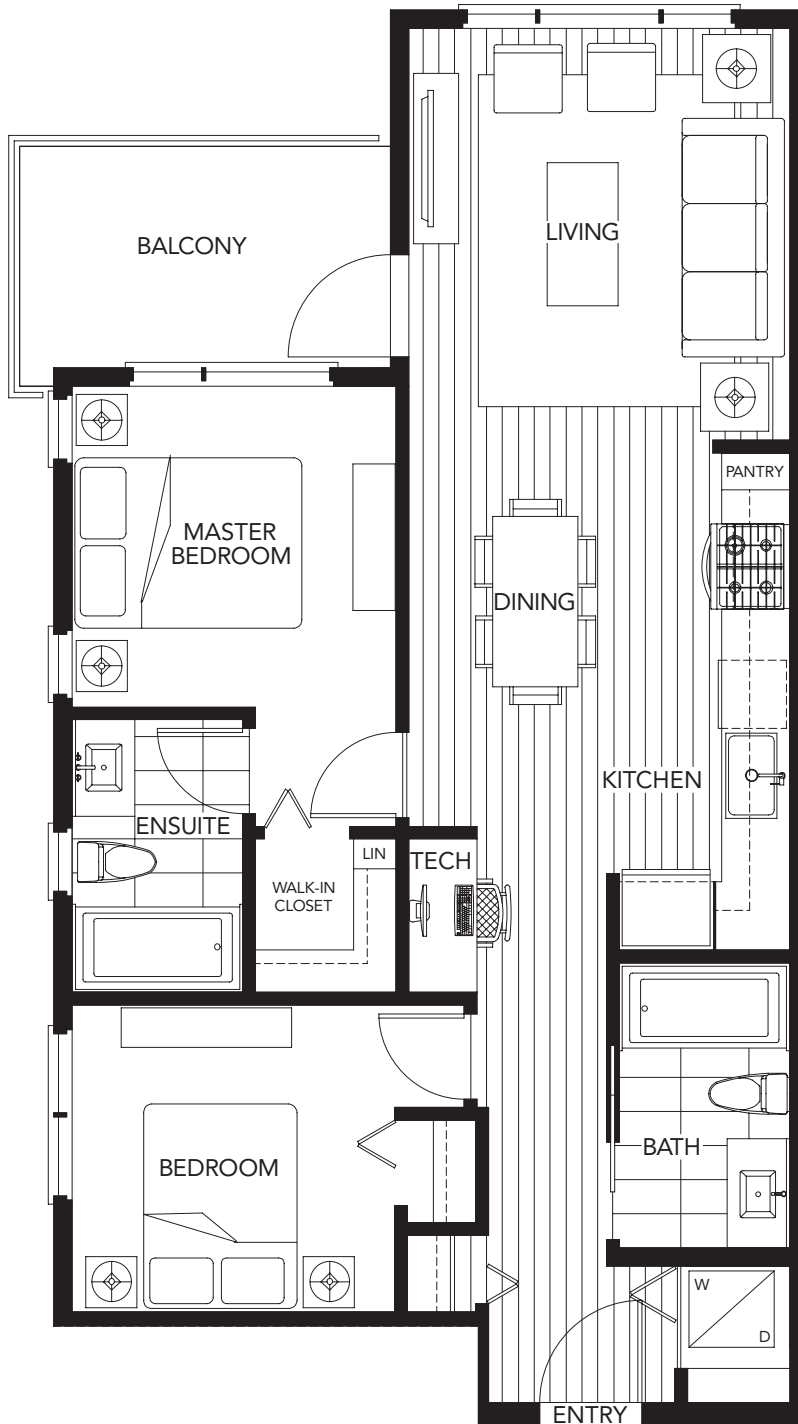 BALCONY
LIVING
PANTRY
MASTER
BEDROOM
DINING
KITCHEN
ENSUITE
LIN
TECH
WALK-IN
CLOSET
BATH
BEDROOM
W
D
ENTRY